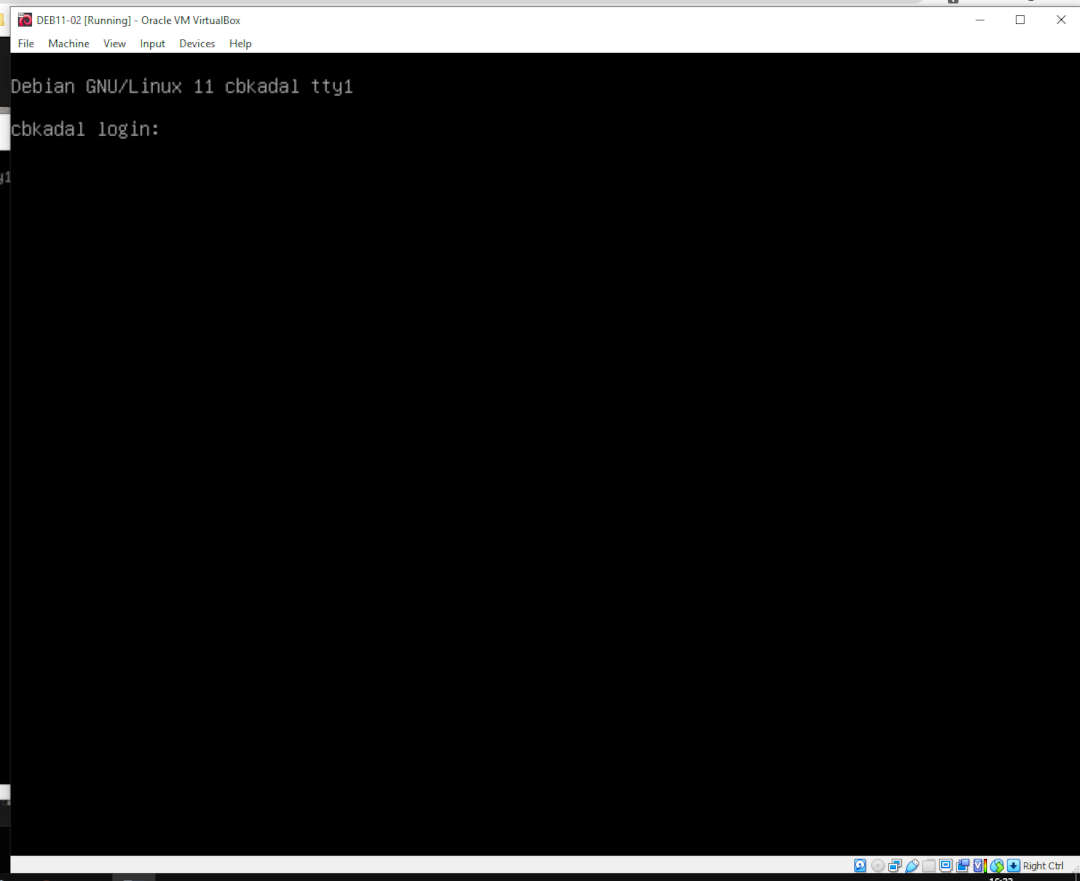 DEB11-02 [Running] - Oracle VM VirtualBox
File Machine View Input Devices Help
Debian GNU/Linux 11 cbkadal tty1
cbkadal login:
y1
Right Ctrl